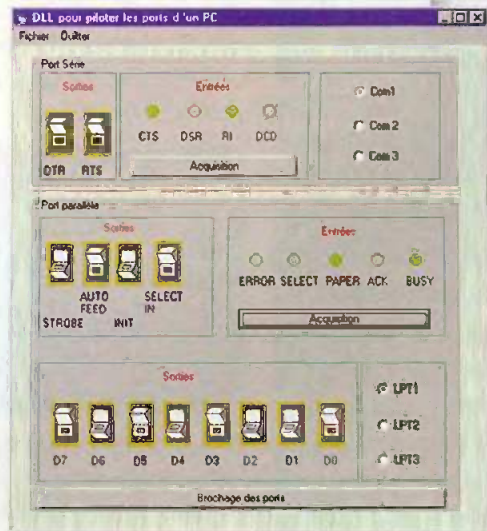 DLL pour piloter les ports d'un PC
Fichier Quitter
Port Série
Sorties
DTR RTS
Entrées
CTS DSR RI DCD
Acquisition
Com1
Com 2
Com 3
Port parallèle
Sorties
STROBE AUTO FEED INIT SELECT IN
Entrées
ERROR SELECT PAPER ACK BUSY
Acquisition
Sorties
D7 D6 D5 D4 D3 D2 D1 D0
LPT1
LPT2
LPT3
Brochage des ports